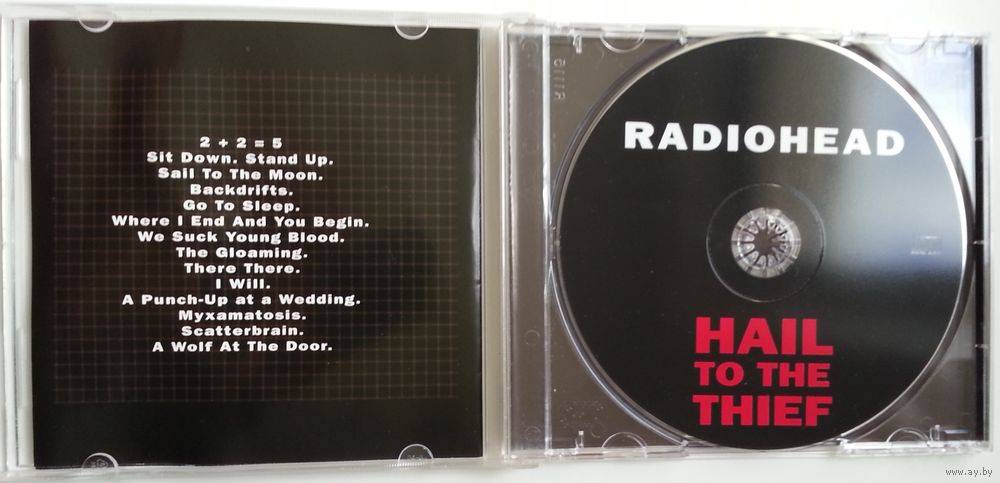 2 + 2 = 5
Sit Down. Stand Up.
Sail To The Moon.
Backdrifts.
Go To Sleep.
Where I End And You Begin.
We Suck Young Blood.
The Gloaming.
There There.
I Will.
A Punch-Up at a Wedding.
Myxamatosis.
Scatterbrain.
A Wolf At The Door.
RADIOHEAD
HAIL
TO THE
THIEF
www.ay.by